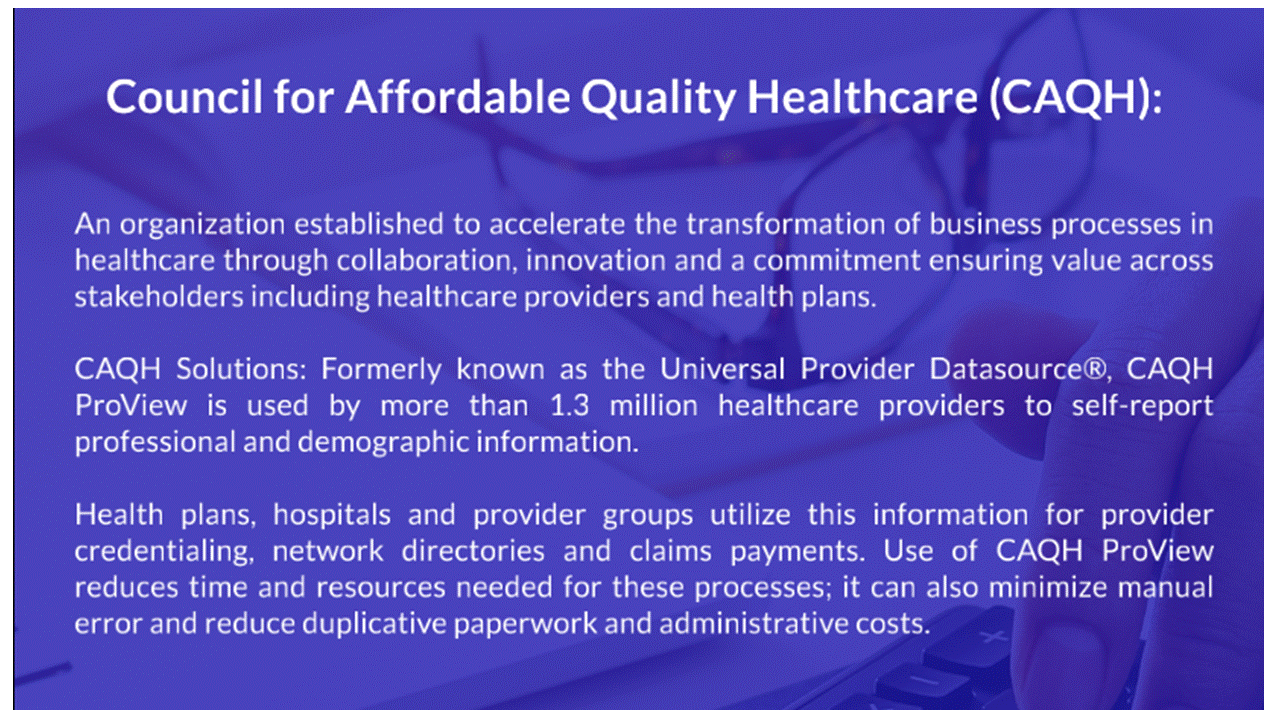 Council for Affordable Quality Healthcare (CAQH):
An organization established to accelerate the transformation of business processes in
healthcare through collaboration, innovation and a commitment ensuring value across
stakeholders including healthcare providers and health plans.
CAQH Solutions: Formerly known as the Universal Provider Datasource®, CAQH
ProView is used by more than 1.3 million healthcare providers to self-report
professional and demographic information.
Health plans, hospitals and provider groups utilize this information for provider
credentialing, network directories and claims payments. Use of CAQH ProView
reduces time and resources needed for these processes; it can also minimize manual
error and reduce duplicative paperwork and administrative costs.